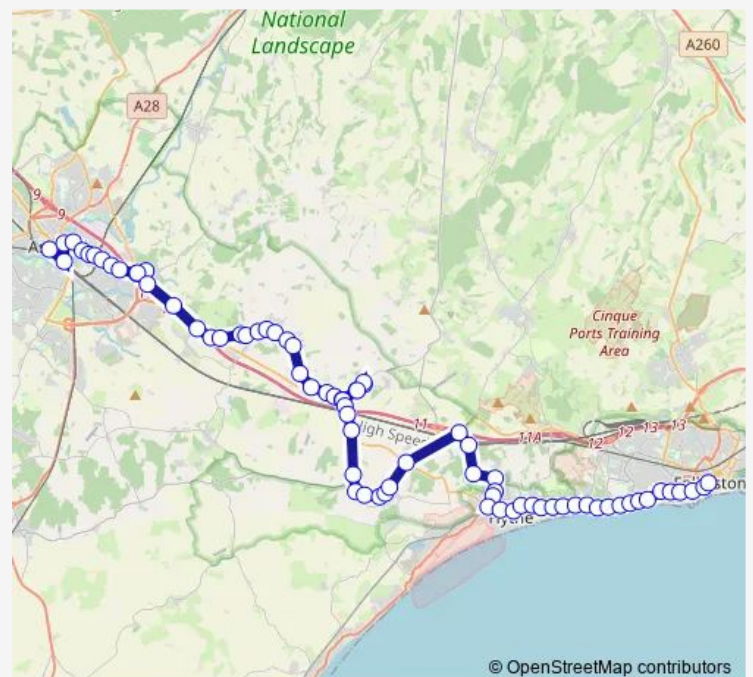 National
Landscape
A260
A28
9
9
Cinque
Ports Training
Area
11
High Speed
11A
12
12
13
13
Hythe
© OpenStreetMap contributors